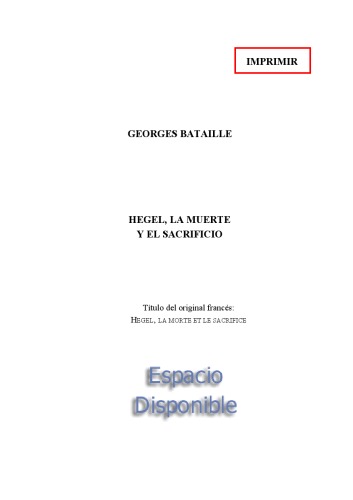 IMPRIMIR
GEORGES BATAILLE
HEGEL, LA MUERTE
Y EL SACRIFICIO
Título del original francés:
HEGEL, LA MORTE ET LE SACRIFICE
Espacio
Disponible